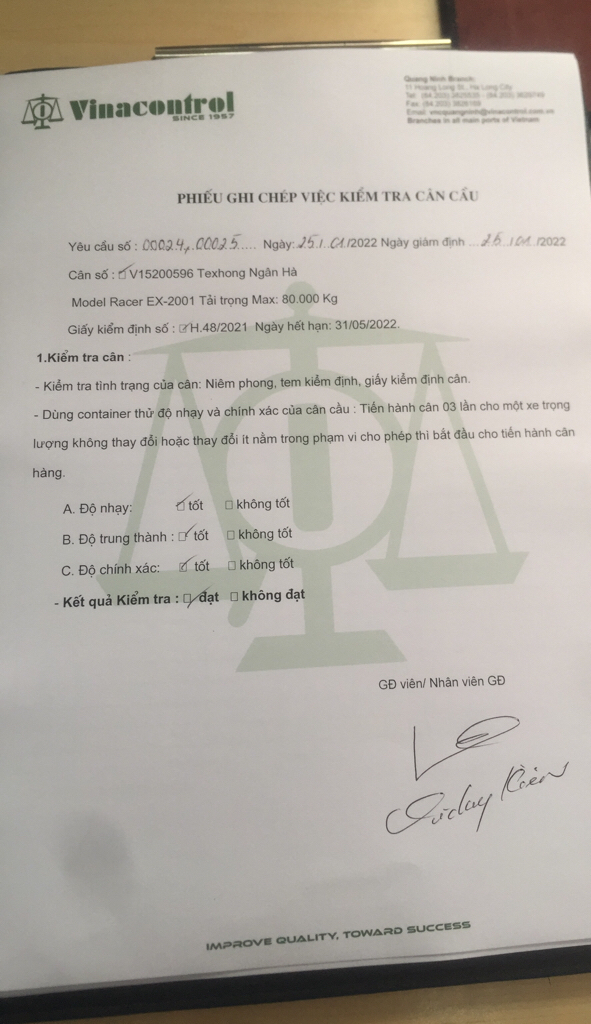 Vinacontrol
SINCE 1957
Quang Ninh Branch:
11 Hoang Long St., Ha Long City
Branches in all main ports of Vietnam
PHIẾU GHI CHÉP VIỆC KIỂM TRA CÂN CẦU
Yêu cầu số : 00024, 00025..... Ngày: 25/.01/2022 Ngày giám định ...25/01/2022
Cân số : ☑V15200596 Texhong Ngân Hà
Model Racer EX-2001 Tải trọng Max: 80.000 Kg
Giấy kiểm định số : ☑H.48/2021 Ngày hết hạn: 31/05/2022.
1.Kiểm tra cân :
- Kiểm tra tình trạng của cân: Niêm phong, tem kiểm định, giấy kiểm định cân.
- Dùng container thử độ nhạy và chính xác của cân cầu : Tiến hành cân 03 lần cho một xe trọng
lượng không thay đổi hoặc thay đổi ít nằm trong phạm vi cho phép thì bắt đầu cho tiến hành cân
hàng.
A. Độ nhạy: ☑ tốt ☐ không tốt
B. Độ trung thành : ☑ tốt ☐ không tốt
C. Độ chính xác: ☑ tốt ☐ không tốt
- Kết quả Kiểm tra : ☑ đạt ☐ không đạt
GĐ viên/ Nhân viên GĐ
IMPROVE QUALITY, TOWARD SUCCESS